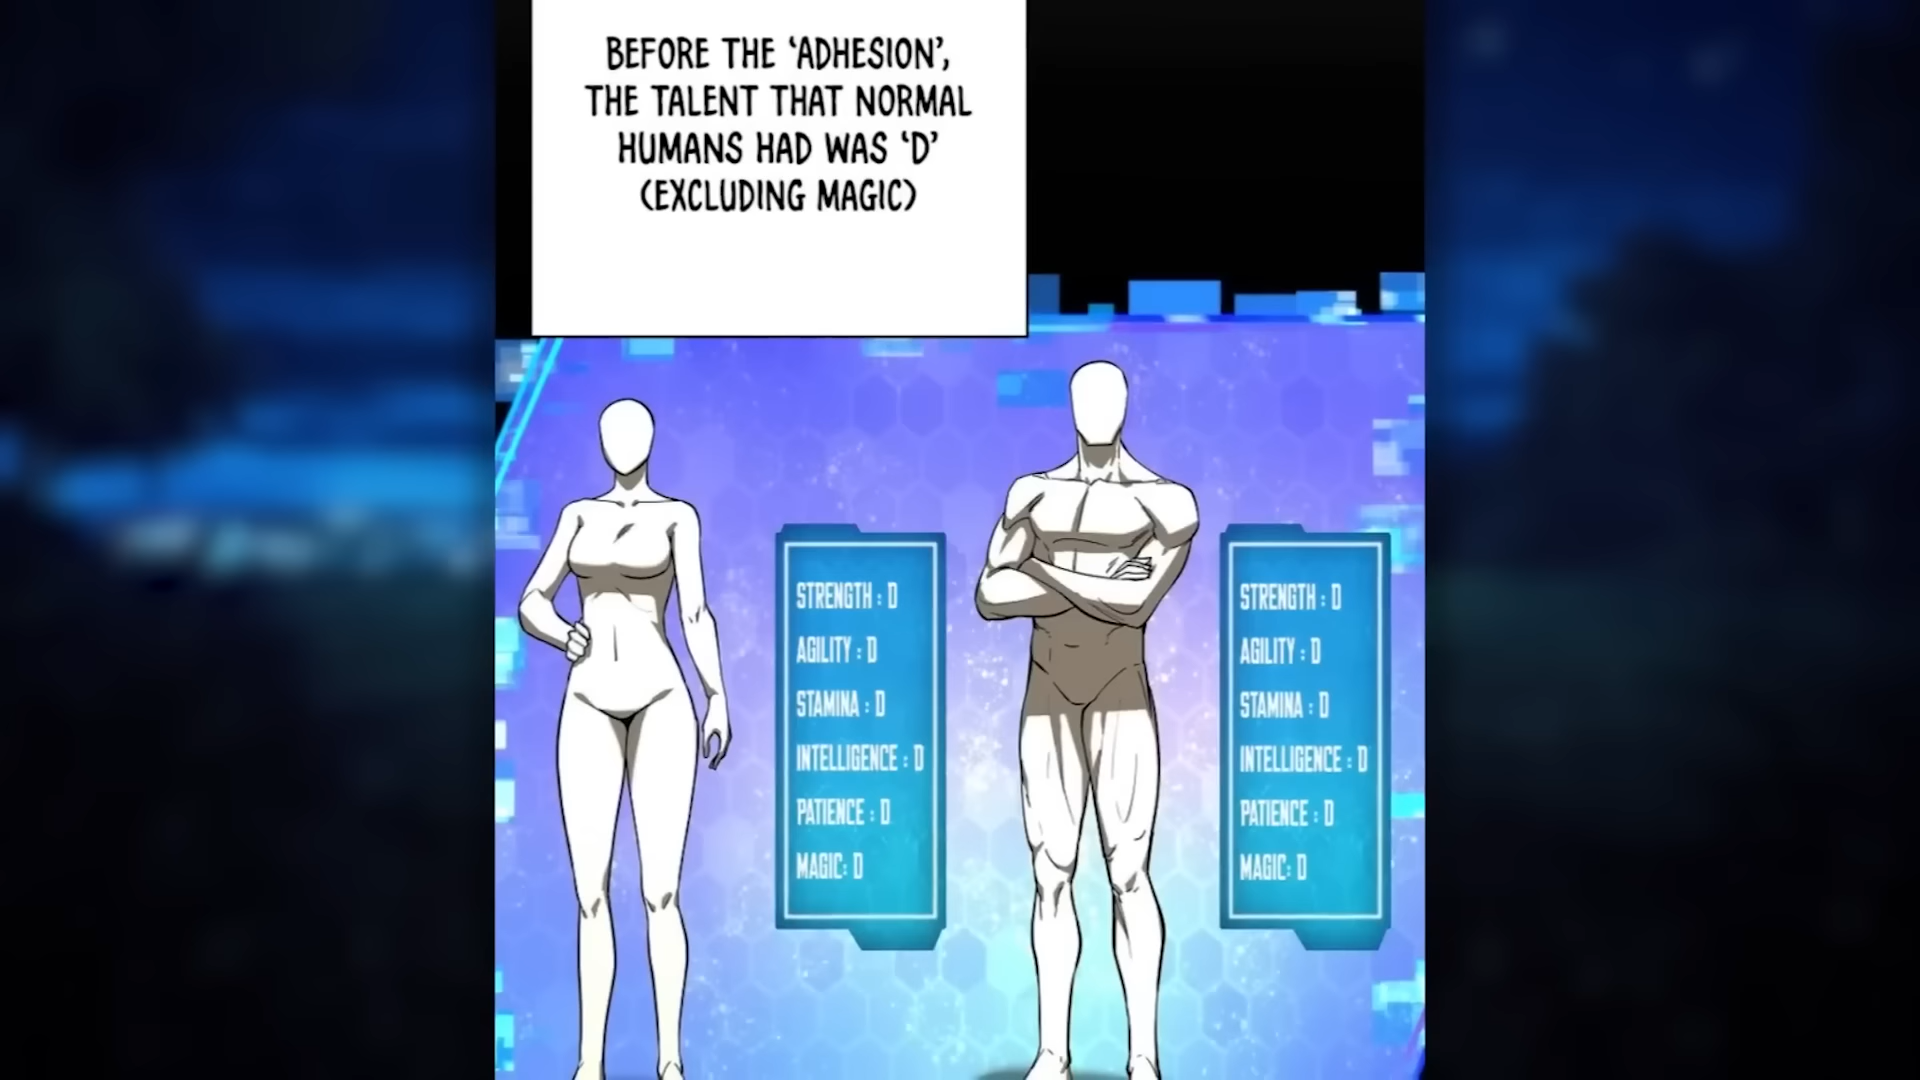 BEFORE THE ‘ADHESION’,
THE TALENT THAT NORMAL
HUMANS HAD WAS ‘D’
(EXCLUDING MAGIC)
STRENGTH : D
AGILITY : D
STAMINA : D
INTELLIGENCE : D
PATIENCE : D
MAGIC: D
STRENGTH : D
AGILITY : D
STAMINA : D
INTELLIGENCE : D
PATIENCE : D
MAGIC: D